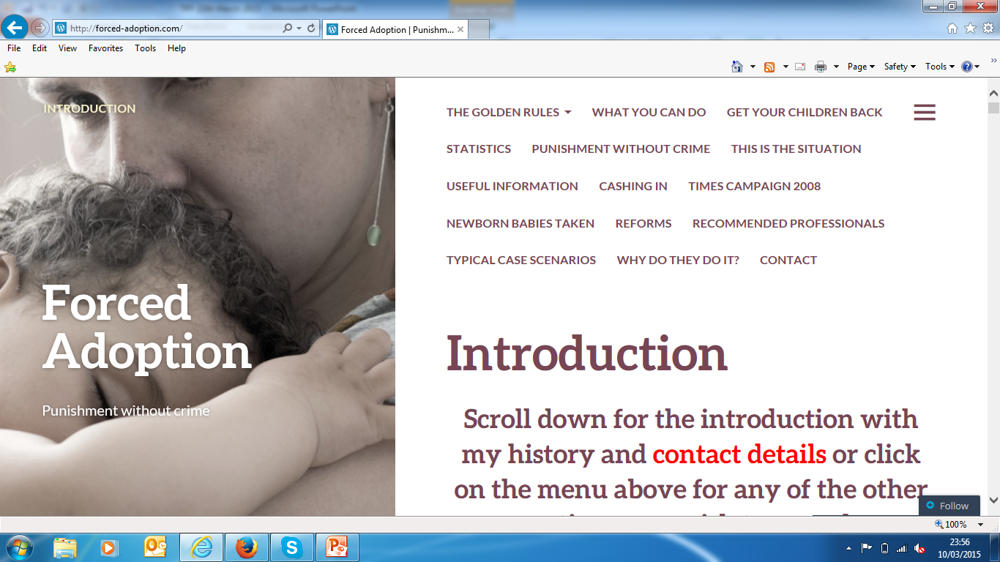 http://forced-adoption.com/
Forced Adoption | Punishm...
File Edit View Favorites Tools Help
Page Safety Tools
INTRODUCTION
THE GOLDEN RULES WHAT YOU CAN DO GET YOUR CHILDREN BACK
STATISTICS PUNISHMENT WITHOUT CRIME THIS IS THE SITUATION
USEFUL INFORMATION CASHING IN TIMES CAMPAIGN 2008
NEWBORN BABIES TAKEN REFORMS RECOMMENDED PROFESSIONALS
TYPICAL CASE SCENARIOS WHY DO THEY DO IT? CONTACT
Forced
Adoption
Punishment without crime
Introduction
Scroll down for the introduction with
my history and contact details or click
on the menu above for any of the other
Follow
100%
23:56
10/03/2015